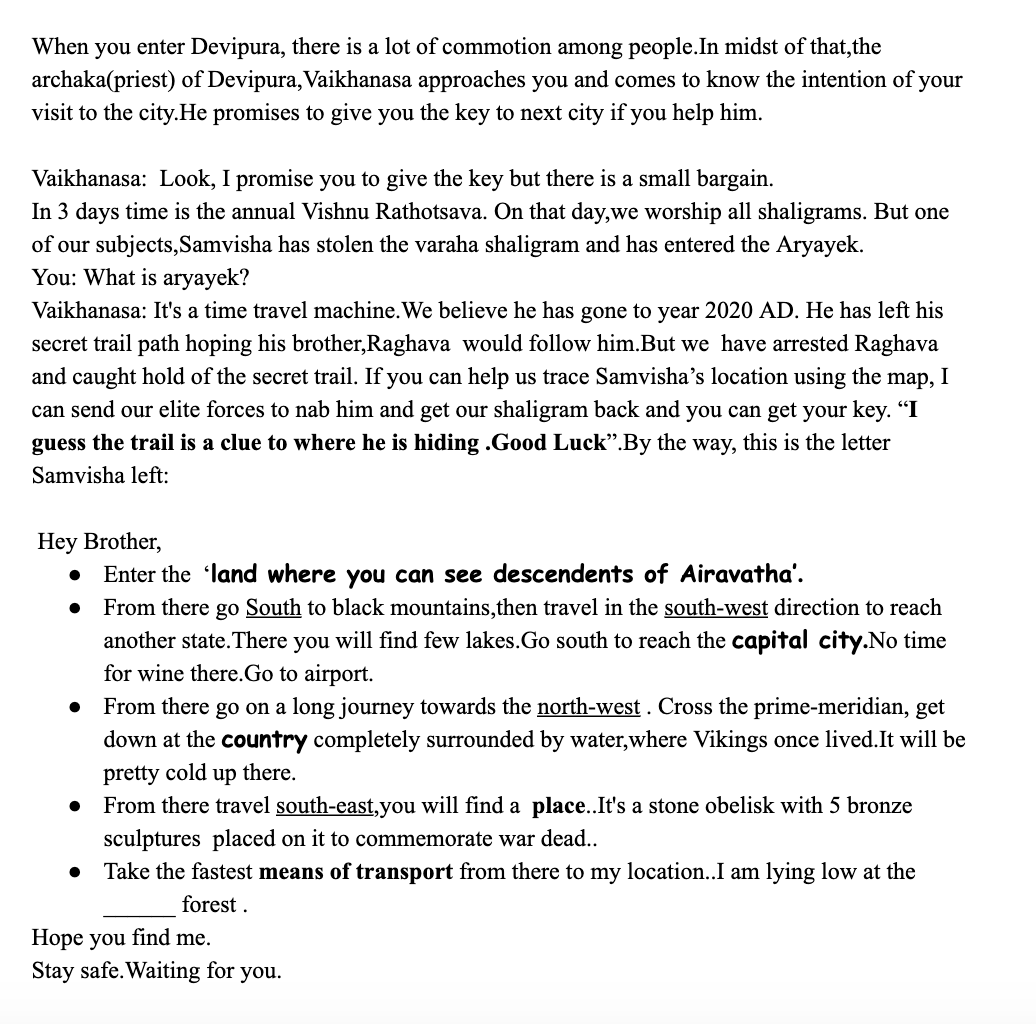 When you enter Devipura, there is a lot of commotion among people.In midst of that,the
archaka(priest) of Devipura,Vaikhanasa approaches you and comes to know the intention of your
visit to the city.He promises to give you the key to next city if you help him.
Vaikhanasa:  Look, I promise you to give the key but there is a small bargain.
In 3 days time is the annual Vishnu Rathotsava. On that day,we worship all shaligrams. But one
of our subjects,Samvisha has stolen the varaha shaligram and has entered the Aryayek.
You: What is aryayek?
Vaikhanasa: It's a time travel machine.We believe he has gone to year 2020 AD. He has left his
secret trail path hoping his brother,Raghava  would follow him.But we  have arrested Raghava
and caught hold of the secret trail. If you can help us trace Samvisha’s location using the map, I
can send our elite forces to nab him and get our shaligram back and you can get your key. “I
guess the trail is a clue to where he is hiding .Good Luck”.By the way, this is the letter
Samvisha left:
Hey Brother,
● Enter the ‘land where you can see descendents of Airavatha’.
● From there go South to black mountains,then travel in the south-west direction to reach
another state.There you will find few lakes.Go south to reach the capital city.No time
for wine there.Go to airport.
● From there go on a long journey towards the north-west . Cross the prime-meridian, get
down at the country completely surrounded by water,where Vikings once lived.It will be
pretty cold up there.
● From there travel south-east,you will find a  place..It's a stone obelisk with 5 bronze
sculptures  placed on it to commemorate war dead..
● Take the fastest means of transport from there to my location..I am lying low at the
______ forest .
Hope you find me.
Stay safe.Waiting for you.